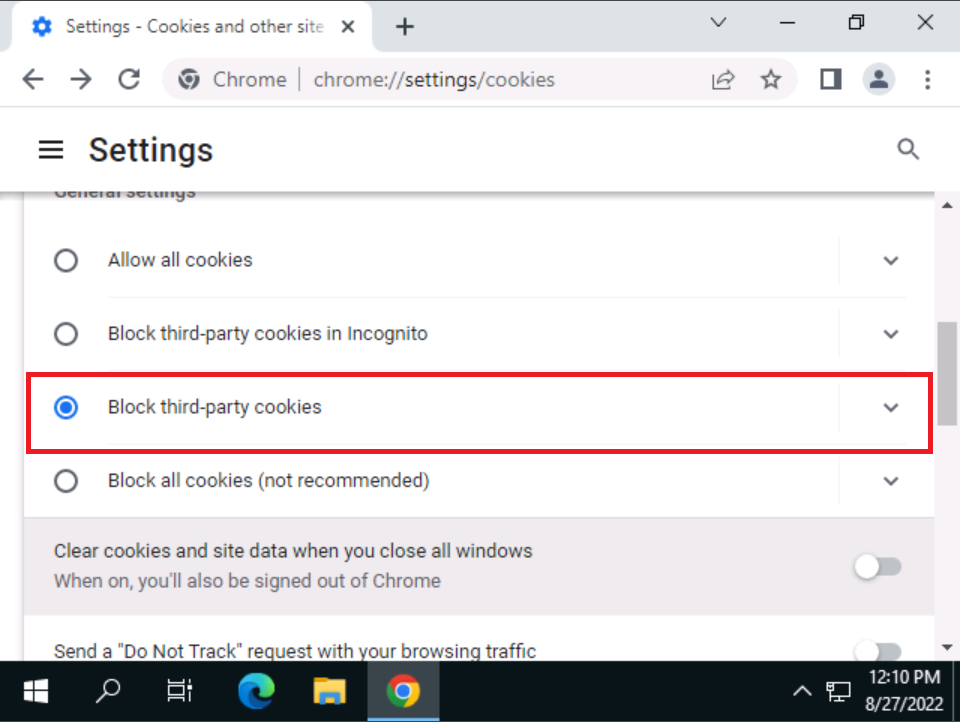 Settings - Cookies and other site
Chrome | chrome://settings/cookies
Settings
General settings
Allow all cookies
Block third-party cookies in Incognito
Block third-party cookies
Block all cookies (not recommended)
Clear cookies and site data when you close all windows
When on, you'll also be signed out of Chrome
Send a "Do Not Track" request with your browsing traffic
12:10 PM
8/27/2022